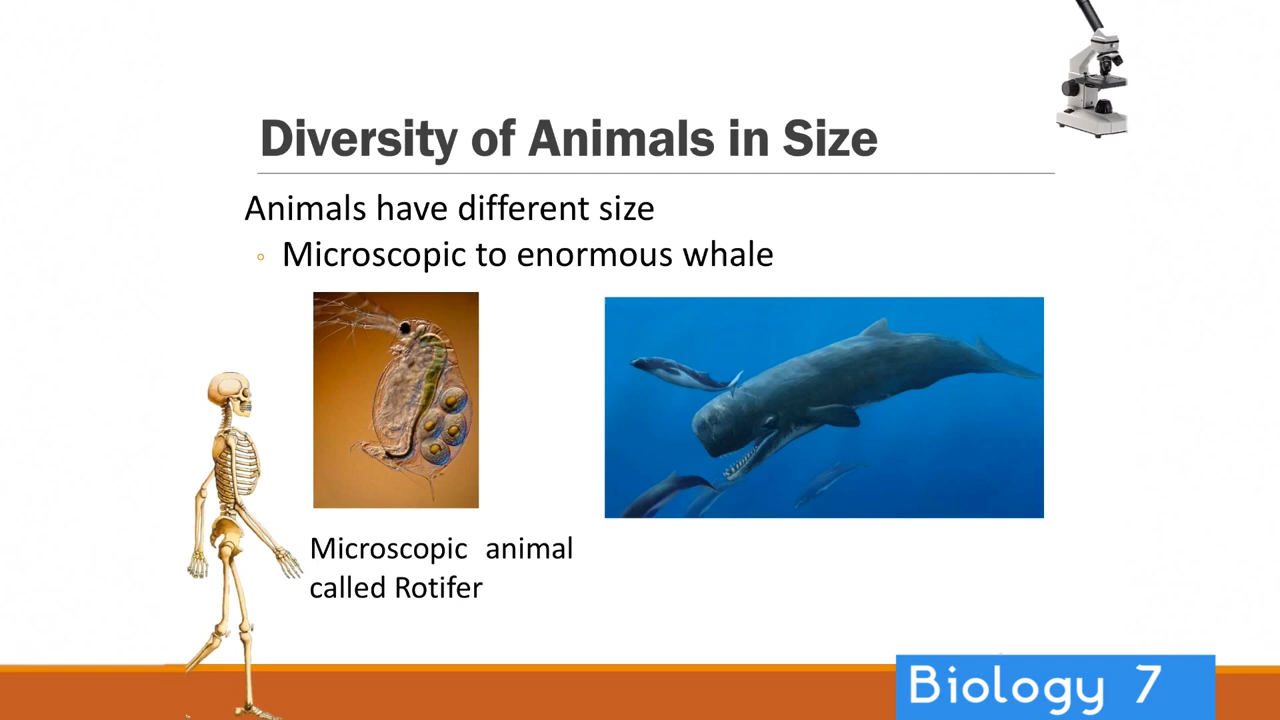 Diversity of Animals in Size
Animals have different size
◦ Microscopic to enormous whale
Microscopic animal
called Rotifer
Biology 7